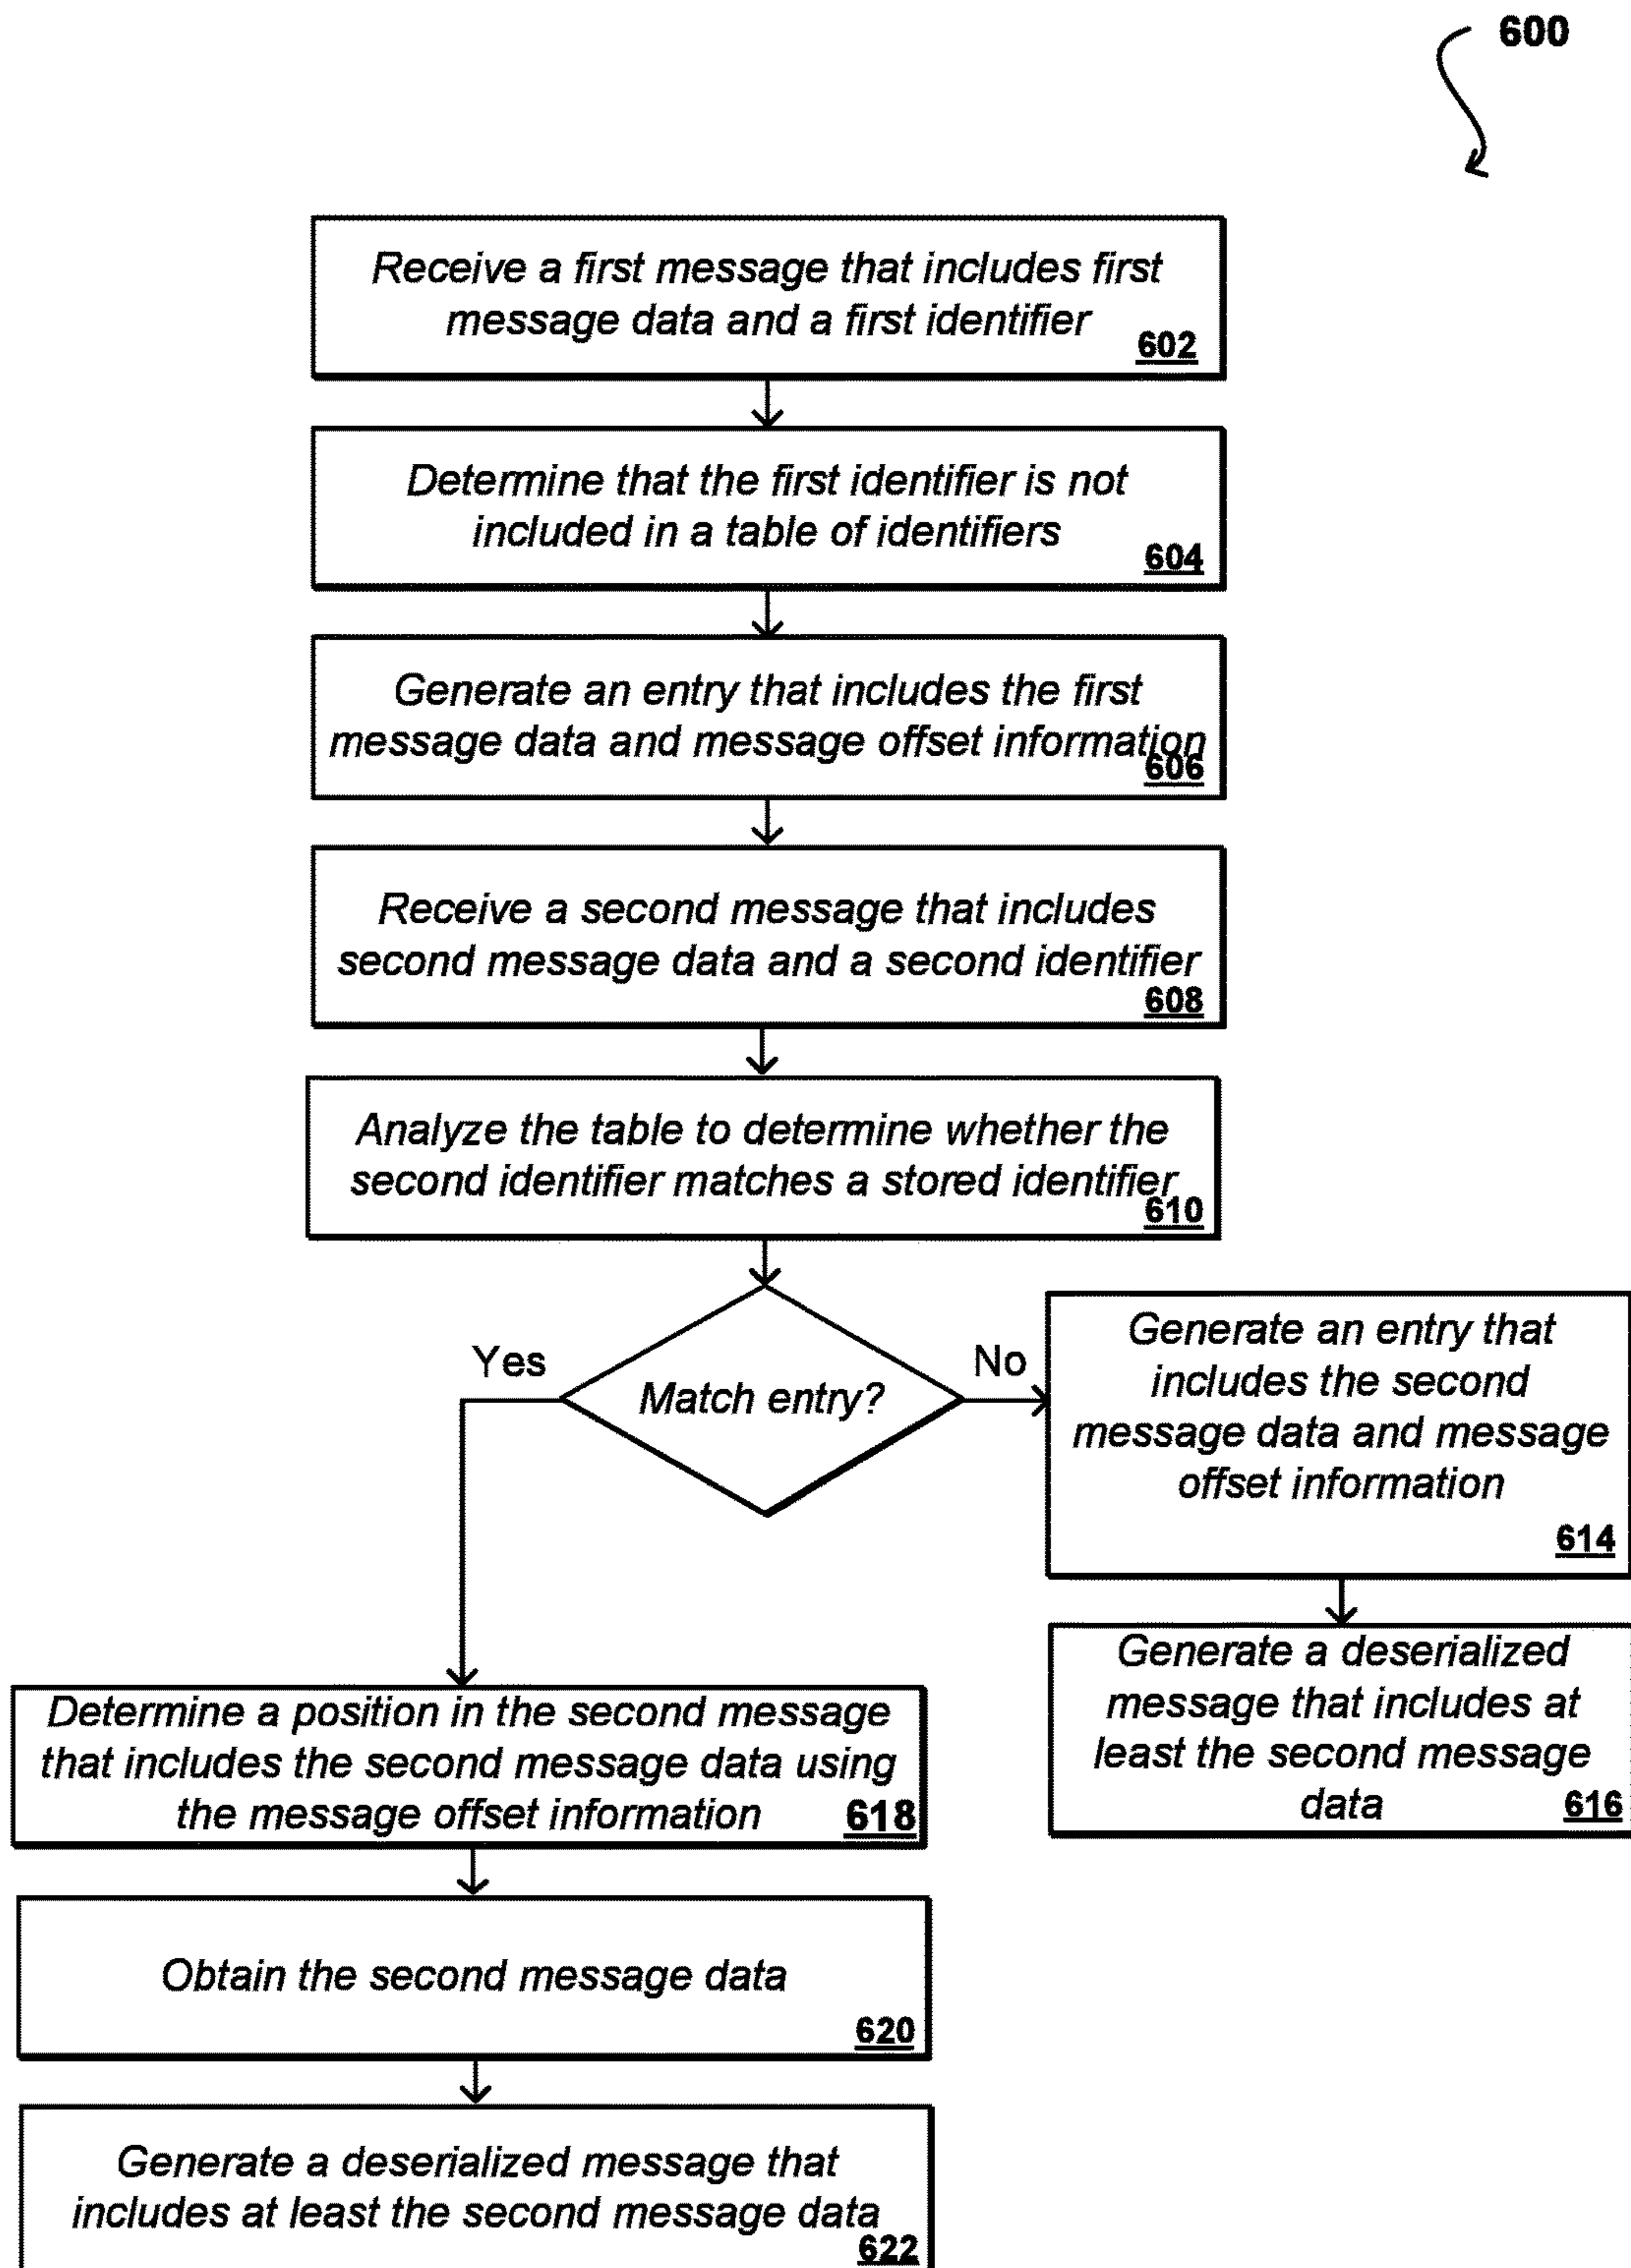 600
Receive a first message that includes first
message data and a first identifier
602
Determine that the first identifier is not
included in a table of identifiers
604
Generate an entry that includes the first
message data and message offset information
606
Receive a second message that includes
second message data and a second identifier
608
Analyze the table to determine whether the
second identifier matches a stored identifier
610
Yes
Match entry?
No
Generate an entry that
includes the second
message data and message
offset information
614
Generate a deserialized
message that includes at
least the second message
data 616
Determine a position in the second message
that includes the second message data using
the message offset information 618
Obtain the second message data
620
Generate a deserialized message that
includes at least the second message data
622